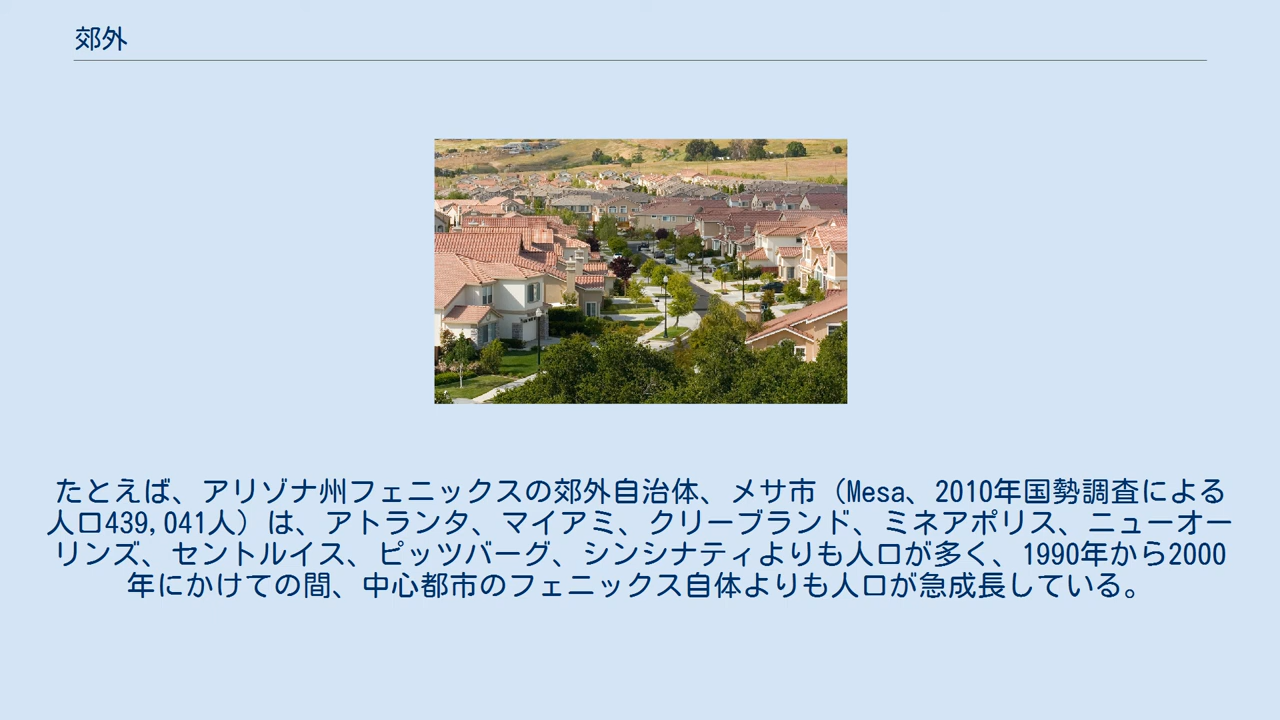 郊外
たとえば、アリゾナ州フェニックスの郊外自治体、メサ市（Mesa、2010年国勢調査による
人口439,041人）は、アトランタ、マイアミ、クリーブランド、ミネアポリス、ニューオー
リンズ、セントルイス、ピッツバーグ、シンシナティよりも人口が多く、1990年から2000
年にかけての間、中心都市のフェニックス自体よりも人口が急成長している。